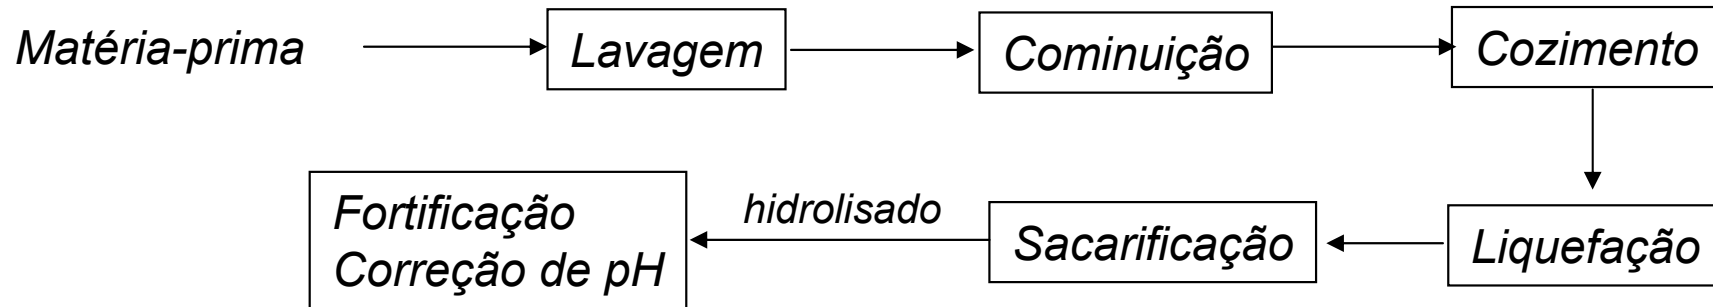 Matéria-prima
Lavagem
Cominuição
Cozimento
Liquefação
Sacarificação
hidrolisado
Fortificação
Correção de pH